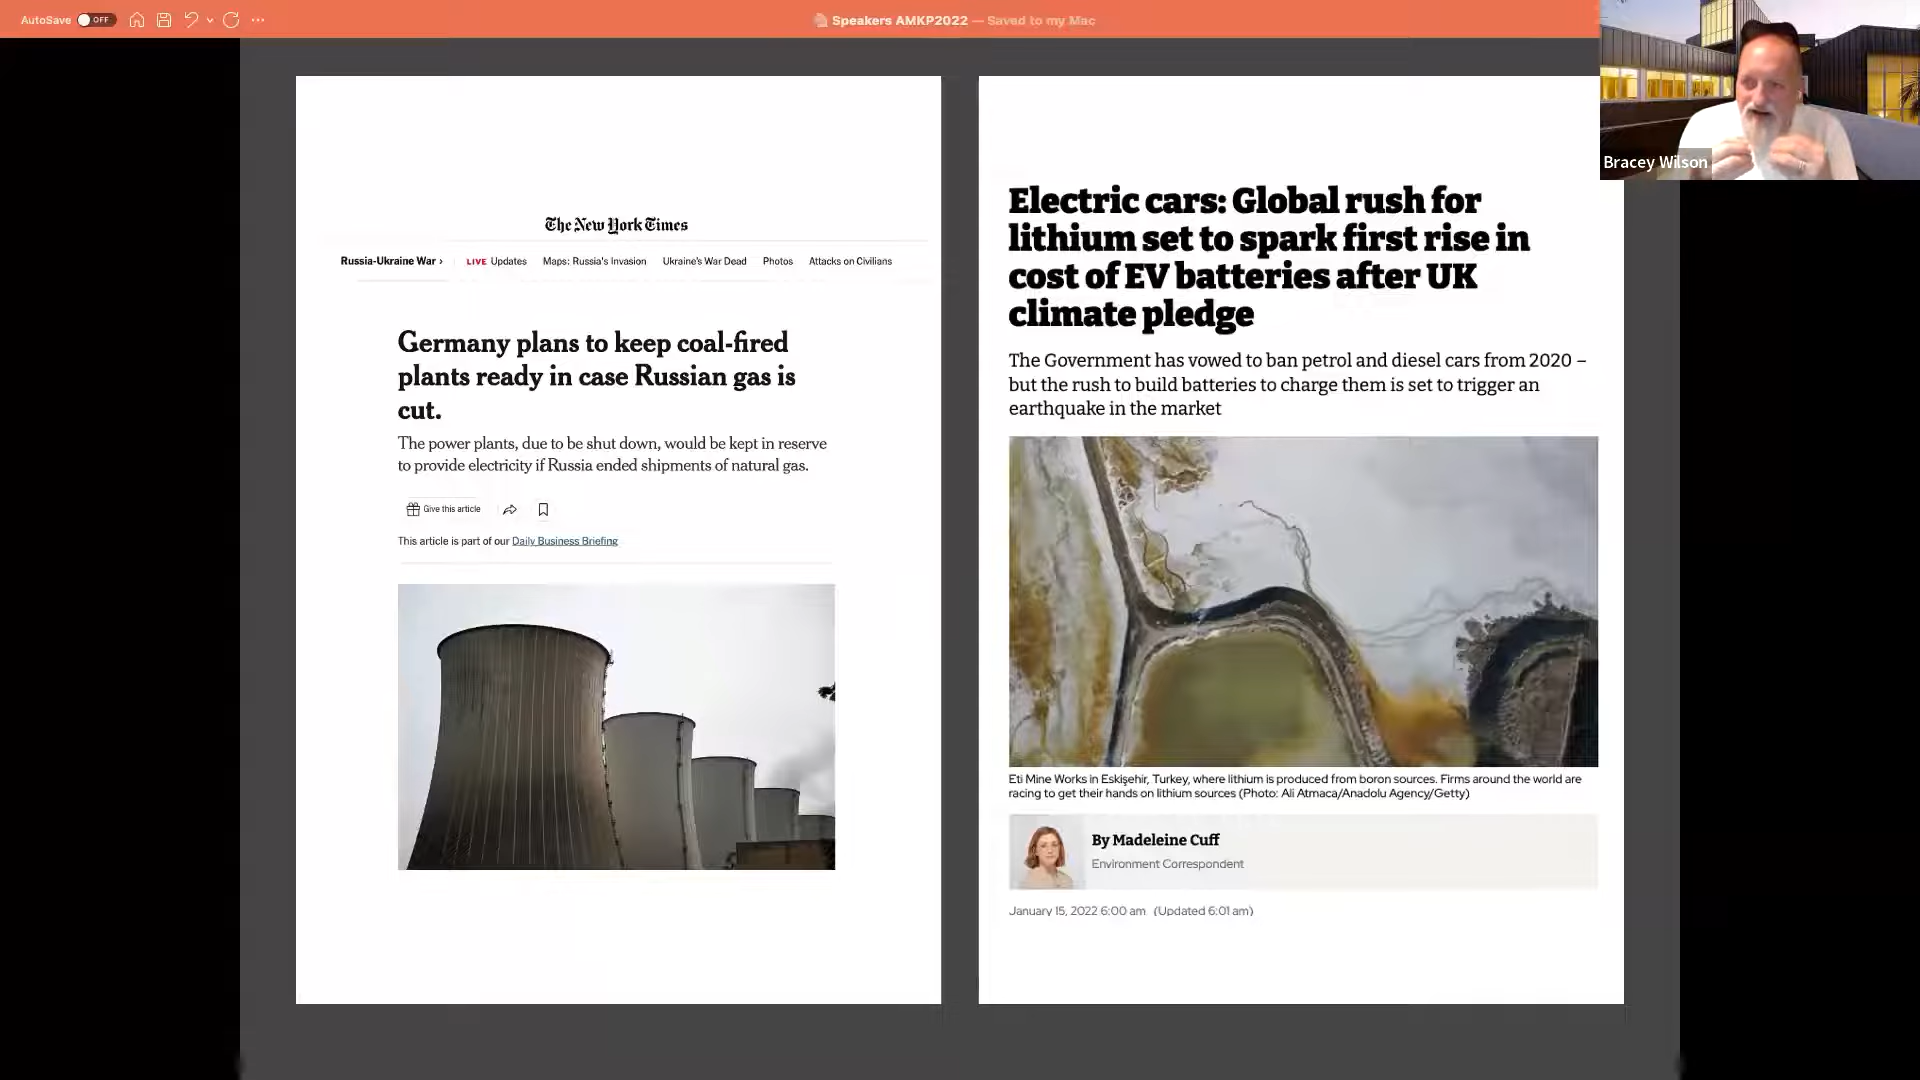 AutoSave OFF
Speakers AMKP2022 — Saved to my Mac
Bracey Wilson
The New York Times
Russia-Ukraine War › LIVE Updates Maps: Russia's Invasion Ukraine's War Dead Photos Attacks on Civilians
Germany plans to keep coal-fired
plants ready in case Russian gas is
cut.
The power plants, due to be shut down, would be kept in reserve
to provide electricity if Russia ended shipments of natural gas.
Give this article
This article is part of our Daily Business Briefing
Electric cars: Global rush for
lithium set to spark first rise in
cost of EV batteries after UK
climate pledge
The Government has vowed to ban petrol and diesel cars from 2020 –
but the rush to build batteries to charge them is set to trigger an
earthquake in the market
Eti Mine Works in Eskişehir, Turkey, where lithium is produced from boron sources. Firms around the world are
racing to get their hands on lithium sources (Photo: Ali Atmaca/Anadolu Agency/Getty)
By Madeleine Cuff
Environment Correspondent
January 15, 2022 6:00 am (Updated 6:01 am)